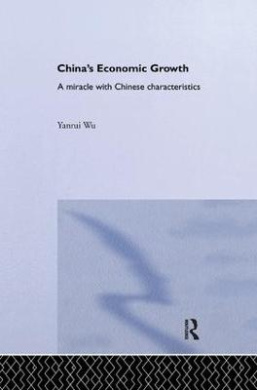 China's Economic Growth
A miracle with Chinese characteristics
Yanrui Wu
R